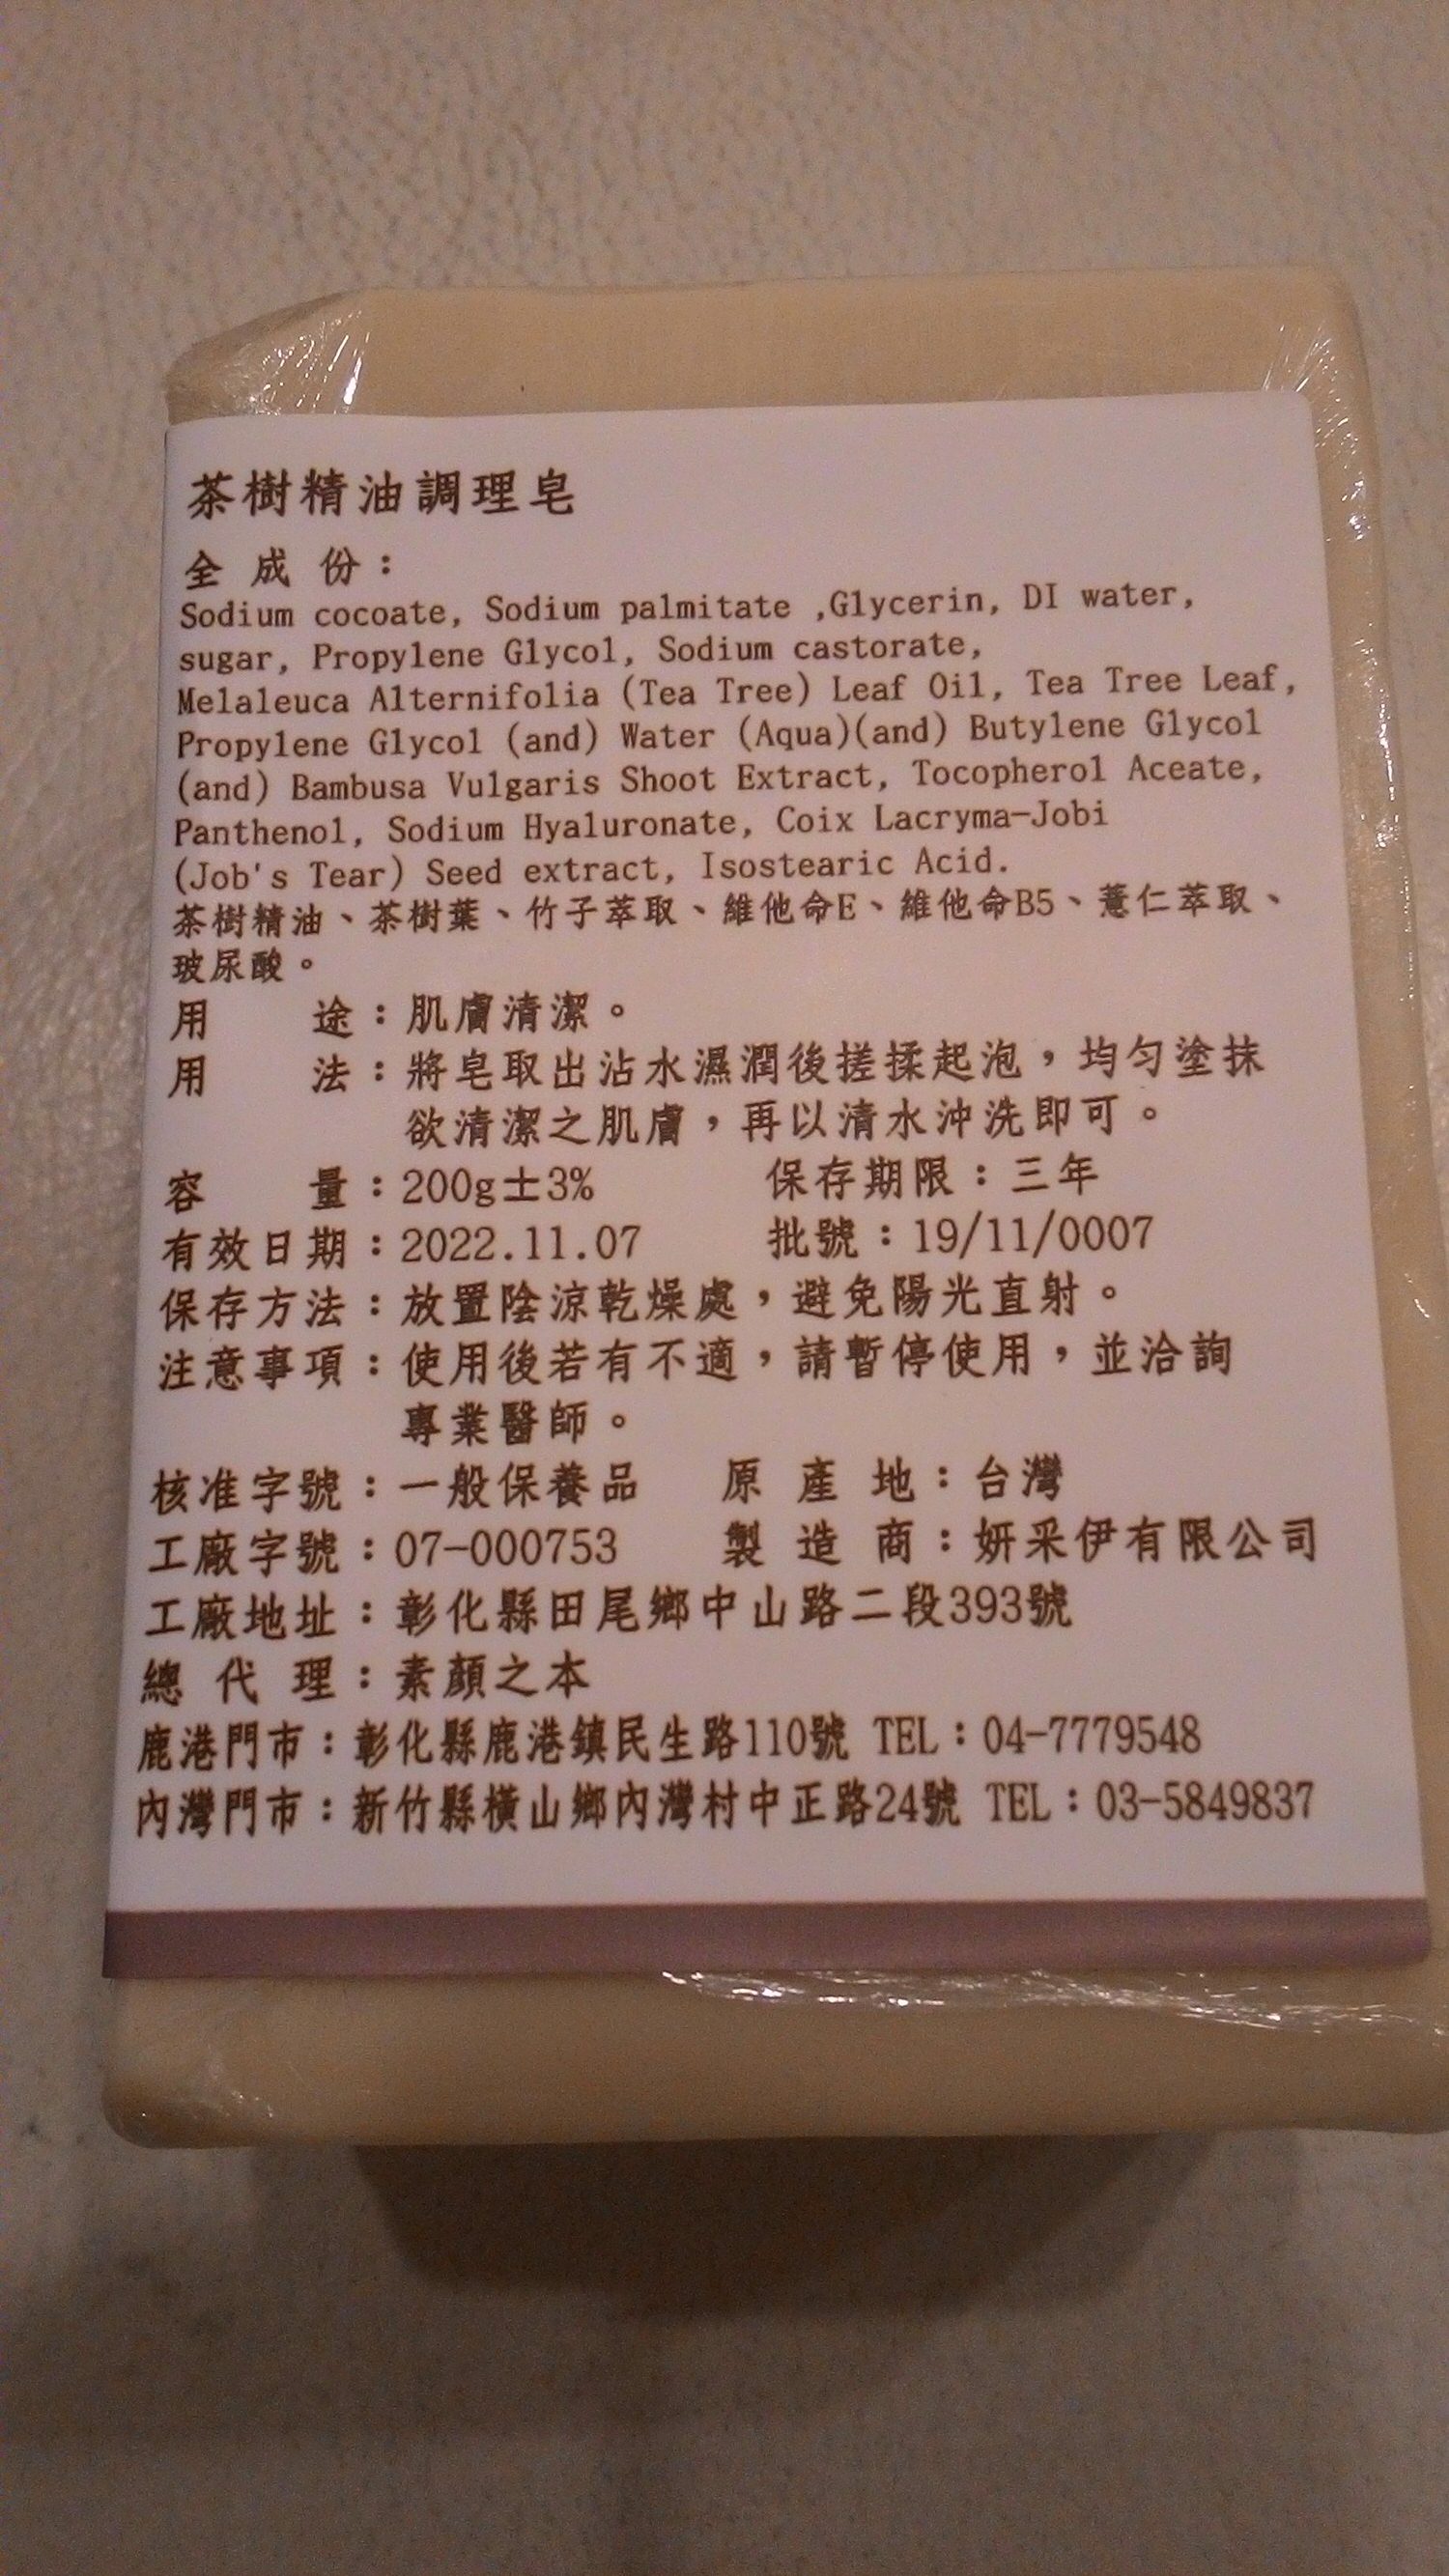 茶樹精油調理皂
全成份：
Sodium cocoate, Sodium palmitate ,Glycerin, DI water,
sugar, Propylene Glycol, Sodium castorate,
Melaleuca Alternifolia (Tea Tree) Leaf Oil, Tea Tree Leaf,
Propylene Glycol (and) Water (Aqua)(and) Butylene Glycol
(and) Bambusa Vulgaris Shoot Extract, Tocopherol Aceate,
Panthenol, Sodium Hyaluronate, Coix Lacryma-Jobi
(Job's Tear) Seed extract, Isostearic Acid.
茶樹精油、茶樹葉、竹子萃取、維他命E、維他命B5、薏仁萃取、
玻尿酸。
用途：肌膚清潔。
用法：將皂取出沾水濕潤後搓揉起泡，均勻塗抹
欲清潔之肌膚，再以清水沖洗即可。
容量：200g±3% 保存期限：三年
有效日期：2022.11.07 批號：19/11/0007
保存方法：放置陰涼乾燥處，避免陽光直射。
注意事項：使用後若有不適，請暫停使用，並洽詢
專業醫師。
核准字號：一般保養品 原產地：台灣
工廠字號：07-000753 製造商：妍采伊有限公司
工廠地址：彰化縣田尾鄉中山路二段393號
總代理：素顏之本
鹿港門市：彰化縣鹿港鎮民生路110號 TEL：04-7779548
內灣門市：新竹縣橫山鄉內灣村中正路24號 TEL：03-5849837